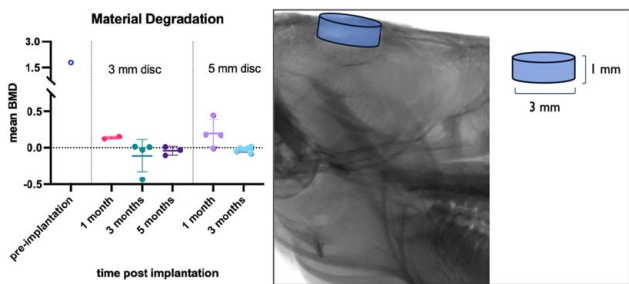 Material Degradation
mean BMD
3.0
1.5
0.5
0.0
-0.5
3 mm disc
5 mm disc
pre-implantation
1 month
3 months
5 months
1 month
3 months
time post implantation
1 mm
3 mm